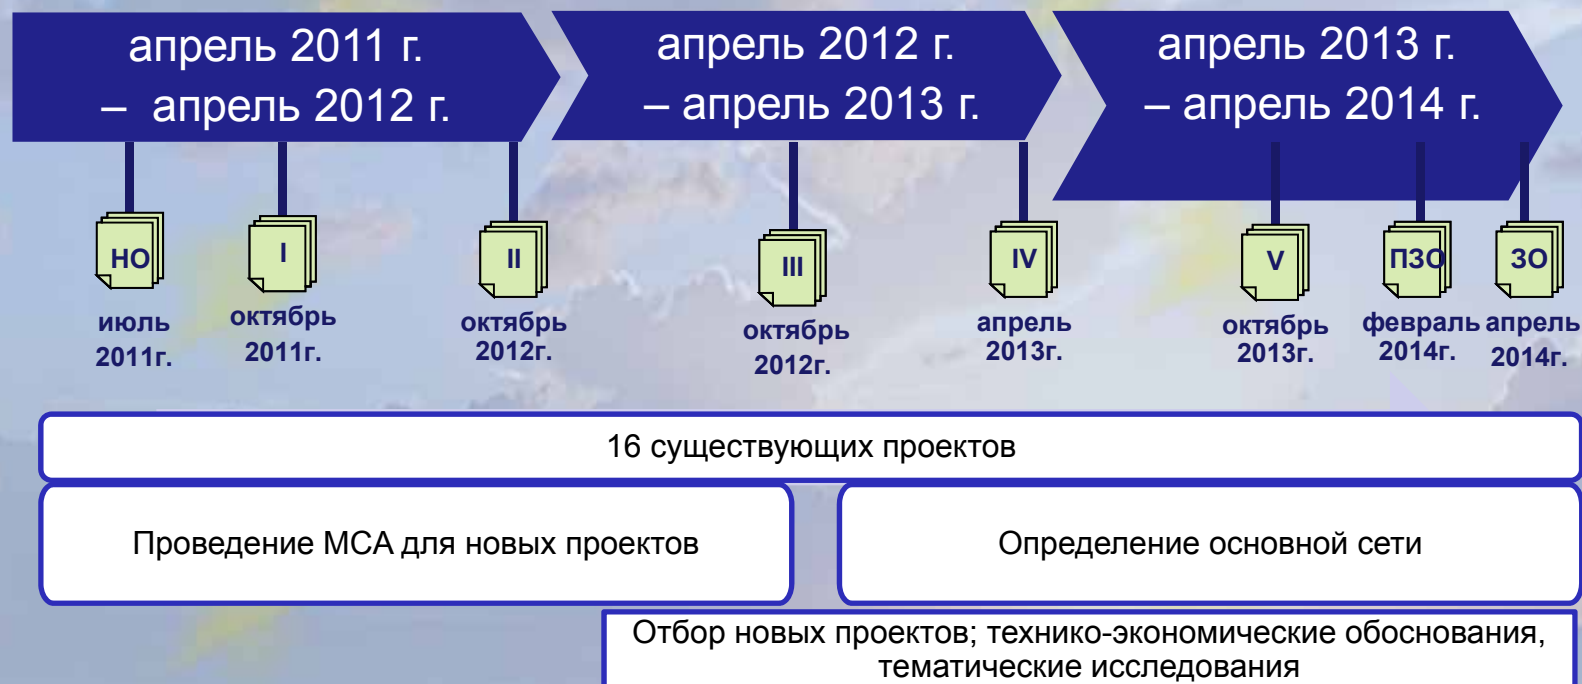 апрель 2011 г.
– апрель 2012 г.
апрель 2012 г.
– апрель 2013 г.
апрель 2013 г.
– апрель 2014 г.
НО
I
II
III
IV
V
ПЗО
ЗО
июль
2011г.
октябрь
2011г.
октябрь
2012г.
октябрь
2012г.
апрель
2013г.
октябрь
2013г.
февраль
2014г.
апрель
2014г.
16 существующих проектов
Проведение МСА для новых проектов
Определение основной сети
Отбор новых проектов; технико-экономические обоснования,
тематические исследования